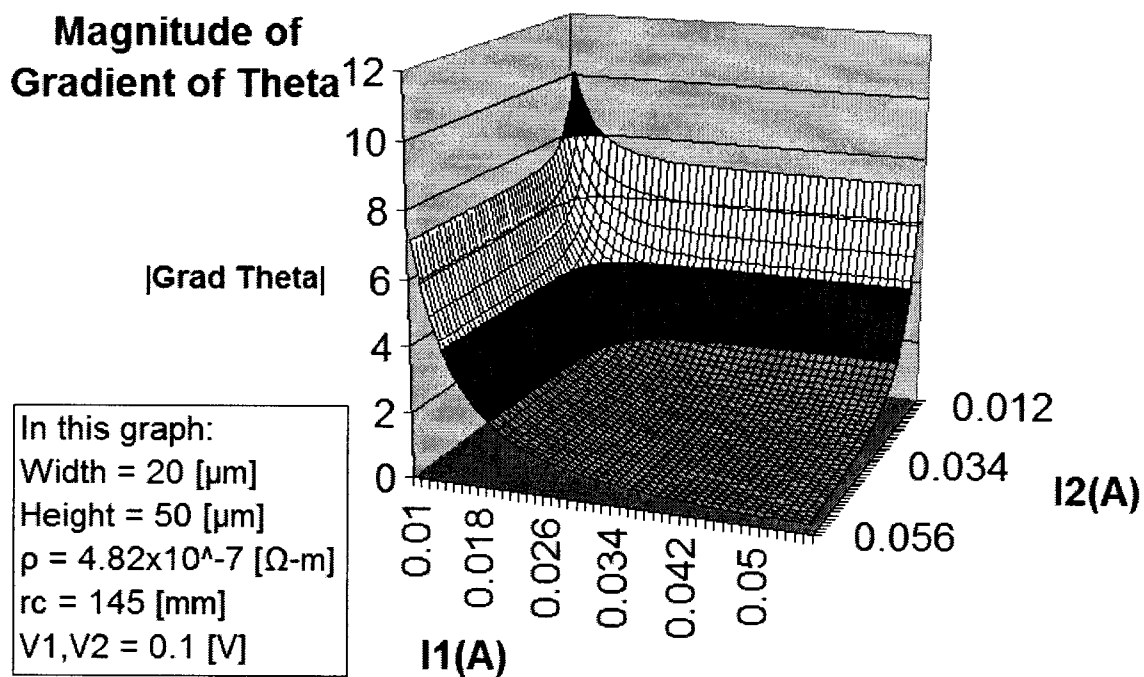 Magnitude of
Gradient of Theta
12
10
8
6
4
2
0
|Grad Theta|
In this graph:
Width = 20 [µm]
Height = 50 [µm]
ρ = 4.82x10^-7 [Ω-m]
rc = 145 [mm]
V1,V2 = 0.1 [V]
0.01
0.018
0.026
0.034
0.042
0.05
I1(A)
0.012
0.034
0.056
I2(A)